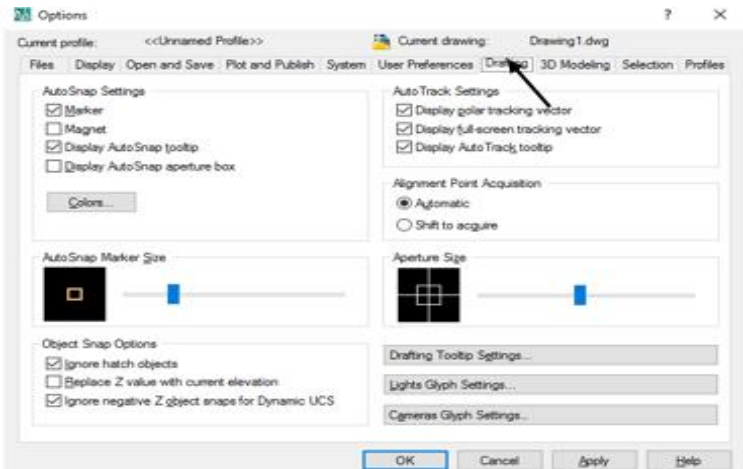 Options
Current profile: <<Unnamed Profile>> Current drawing: Drawing1.dwg
Files Display Open and Save Plot and Publish System User Preferences Drafting 3D Modeling Selection Profiles
AutoSnap Settings
Marker
Magnet
Display AutoSnap tooltip
Display AutoSnap aperture box
Colors...
AutoTrack Settings
Display polar tracking vector
Display full-screen tracking vector
Display AutoTrack tooltip
Alignment Point Acquisition
Automatic
Shift to acquire
AutoSnap Marker Size
Aperture Size
Object Snap Options
Ignore hatch objects
Replace Z value with current elevation
Ignore negative Z object snaps for Dynamic UCS
Drafting Tooltip Settings...
Lights Glyph Settings...
Cameras Glyph Settings...
OK Cancel Apply Help